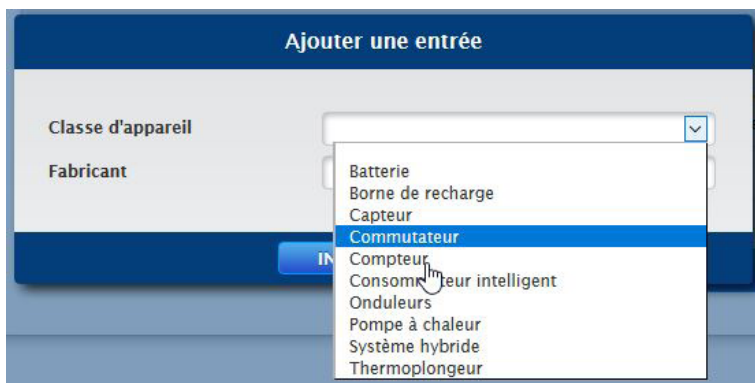 Ajouter une entrée
Classe d'appareil
Fabricant
Batterie
Borne de recharge
Capteur
Commutateur
IN
Compteur
intelligent
Onduleurs
Pompe à chaleur
Système hybride
Thermoplongeur